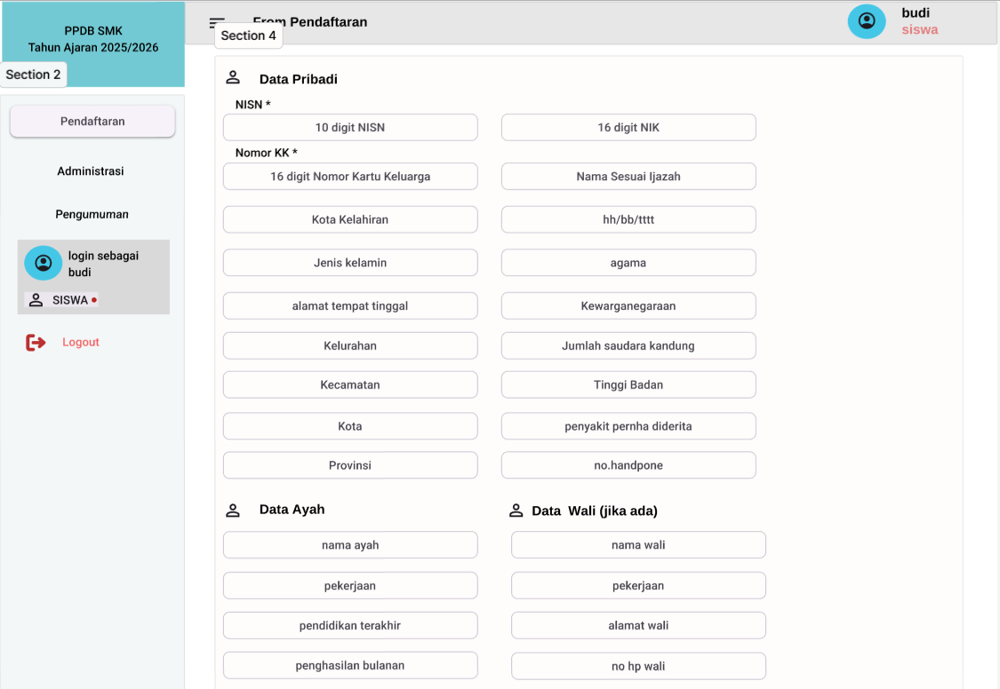 PPDB SMK
Tahun Ajaran 2025/2026
Section 2
Pendaftaran
Administrasi
Pengumuman
login sebagai
budi
SISWA
Logout
From Pendaftaran
Section 4
budi
siswa
Data Pribadi
NISN *
10 digit NISN
16 digit NIK
Nomor KK *
16 digit Nomor Kartu Keluarga
Nama Sesuai Ijazah
Kota Kelahiran
hh/bb/tttt
Jenis kelamin
agama
alamat tempat tinggal
Kewarganegaraan
Kelurahan
Jumlah saudara kandung
Kecamatan
Tinggi Badan
Kota
penyakit pernha diderita
Provinsi
no.handpone
Data Ayah
Data Wali (jika ada)
nama ayah
nama wali
pekerjaan
pekerjaan
pendidikan terakhir
alamat wali
penghasilan bulanan
no hp wali